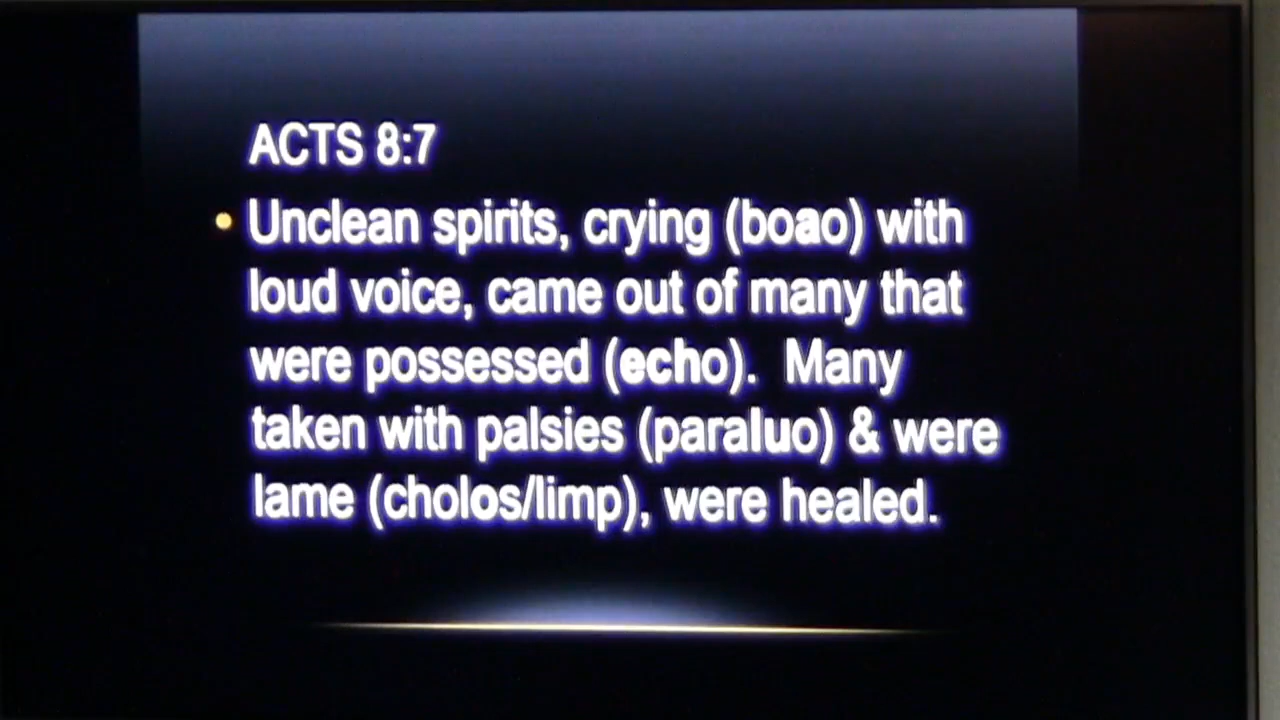 ACTS 8:7
• Unclean spirits, crying (boao) with
loud voice, came out of many that
were possessed (echo). Many
taken with palsies (paraluo) & were
lame (cholos/limp), were healed.